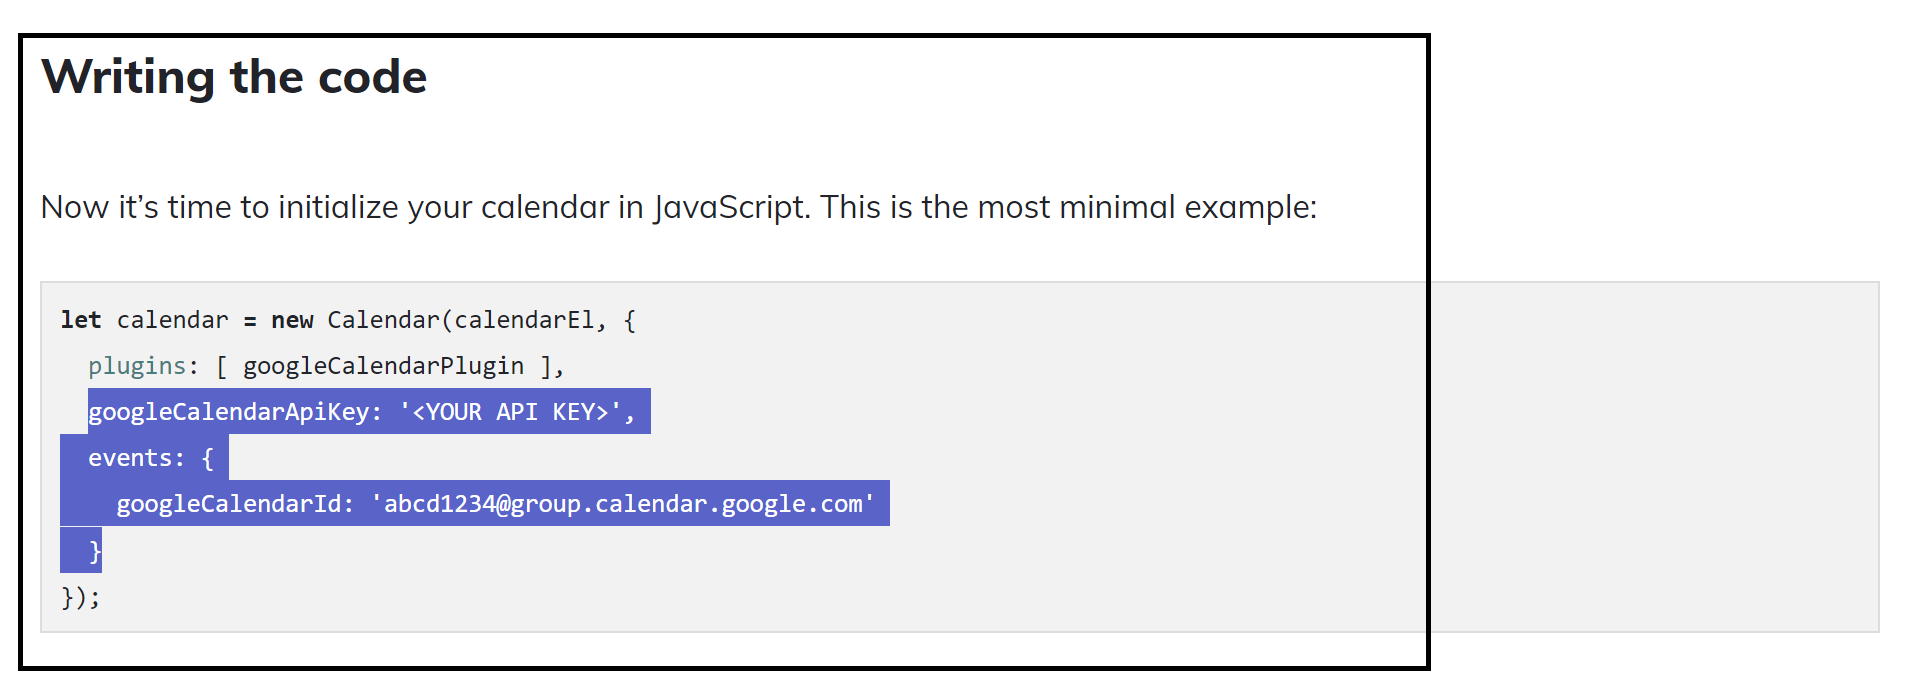 Writing the code
Now it’s time to initialize your calendar in JavaScript. This is the most minimal example:
let calendar = new Calendar(calendarEl, {
  plugins: [ googleCalendarPlugin ],
  googleCalendarApiKey: '<YOUR API KEY>',
  events: {
    googleCalendarId: 'abcd1234@group.calendar.google.com'
  }
});